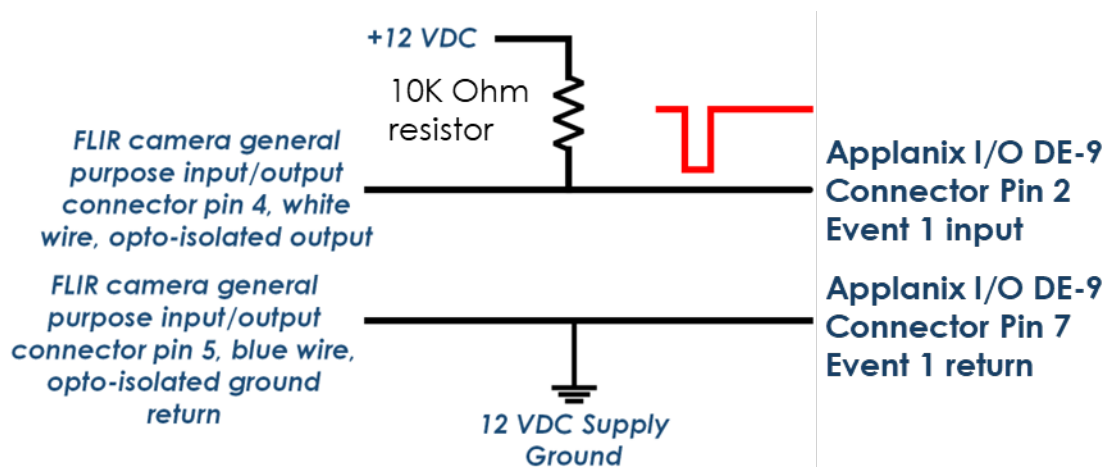 +12 VDC
10K Ohm
resistor
FLIR camera general
purpose input/output
connector pin 4, white
wire, opto-isolated output
Applanix I/O DE-9
Connector Pin 2
Event 1 input
FLIR camera general
purpose input/output
connector pin 5, blue wire,
opto-isolated ground
return
Applanix I/O DE-9
Connector Pin 7
Event 1 return
12 VDC Supply
Ground